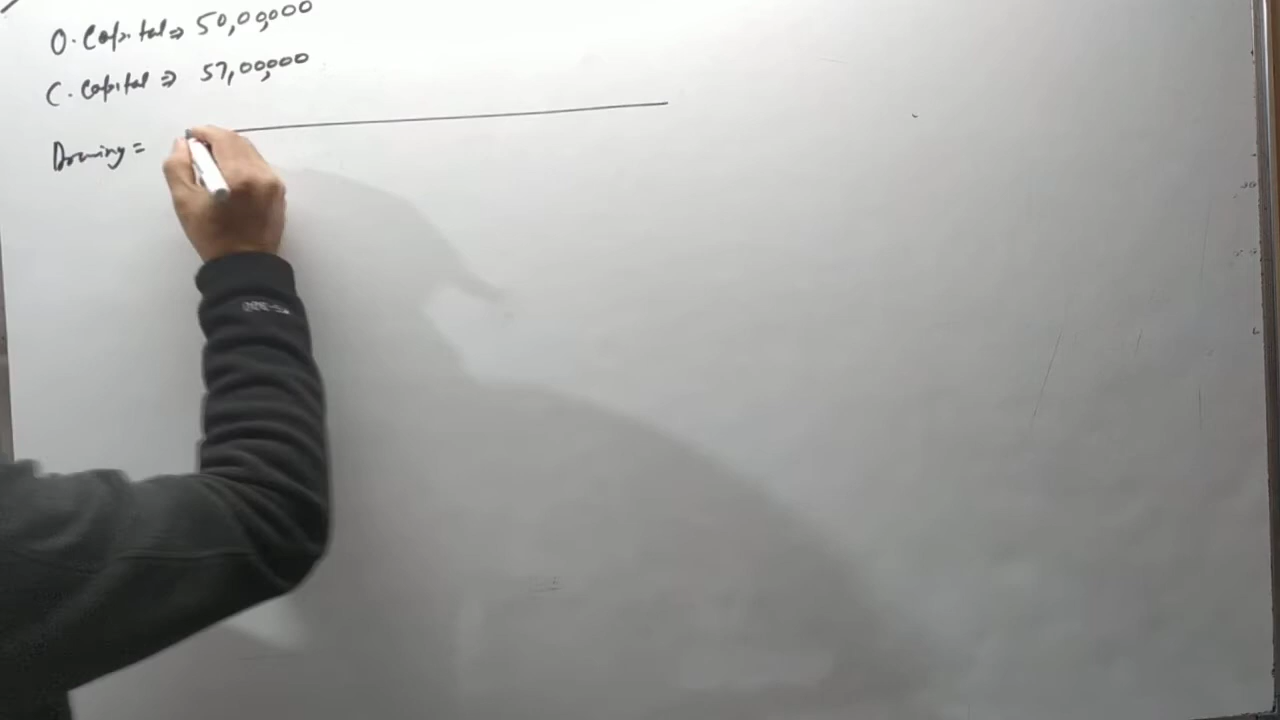 O. Capital ⇒ 50,00,000
C. Capital ⇒ 57,00,000
Drawing =